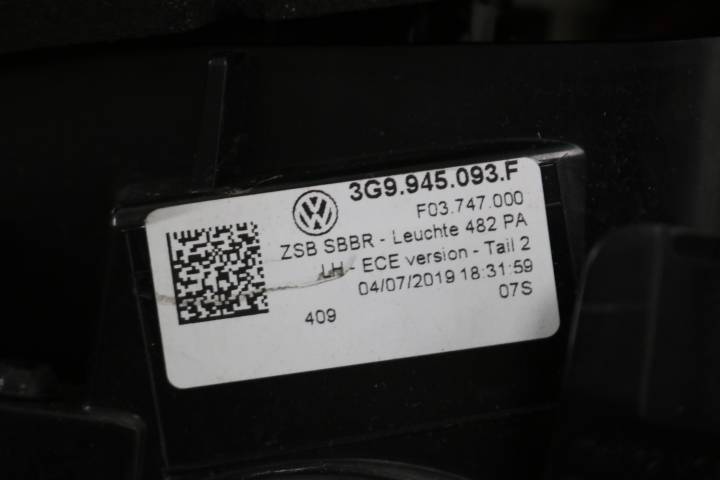 3G9.945.093.F
F03.747.000
ZSB SBBR - Leuchte 482 PA
LH - ECE version - Tail 2
04/07/2019 18:31:59
07S
409